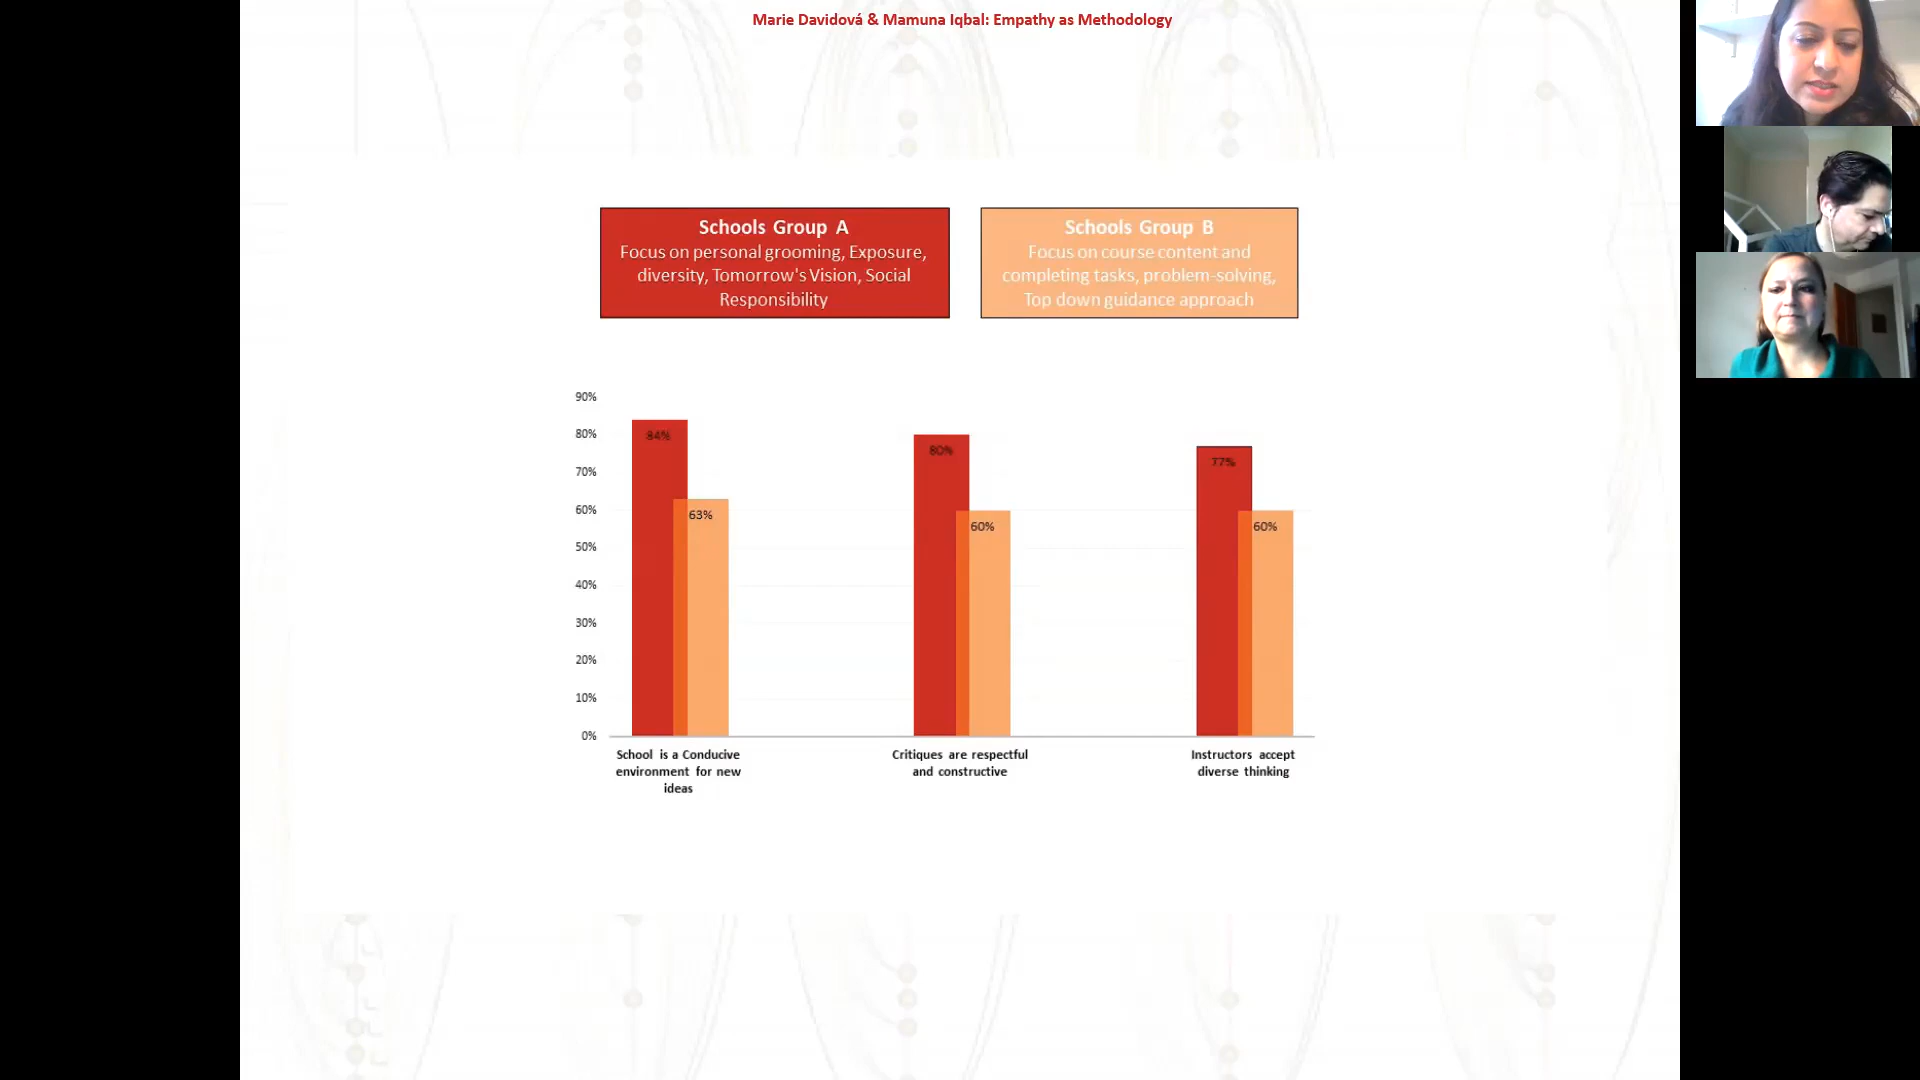 Marie Davidová & Mamuna Iqbal: Empathy as Methodology
Schools Group A
Focus on personal grooming, Exposure,
diversity, Tomorrow's Vision, Social
Responsibility
Schools Group B
Focus on course content and
completing tasks, problem-solving,
Top down guidance approach
90%
80%
70%
60%
50%
40%
30%
20%
10%
0%
84%
63%
80%
60%
77%
60%
School is a Conducive
environment for new
ideas
Critiques are respectful
and constructive
Instructors accept
diverse thinking